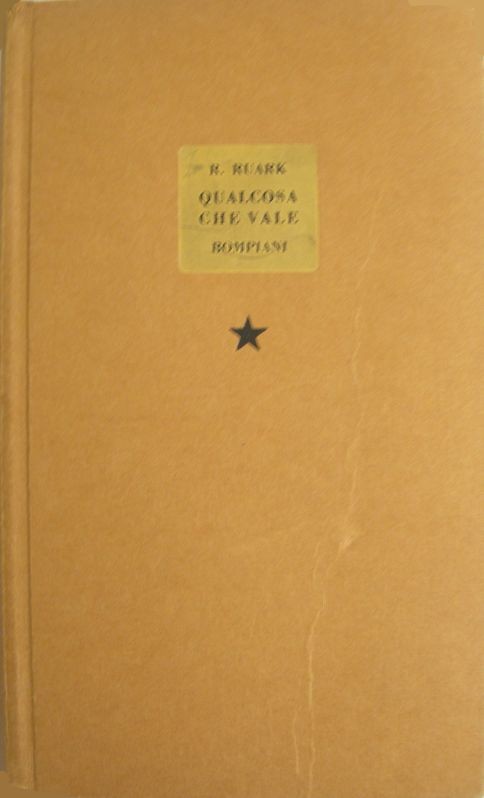 R. RUARK
QUALCOSA
CHE VALE
BOMPIANI